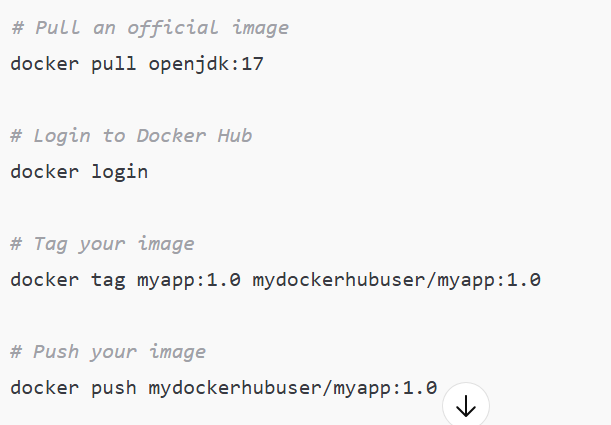 # Pull an official image
docker pull openjdk:17
# Login to Docker Hub
docker login
# Tag your image
docker tag myapp:1.0 mydockerhubuser/myapp:1.0
# Push your image
docker push mydockerhubuser/myapp:1.0